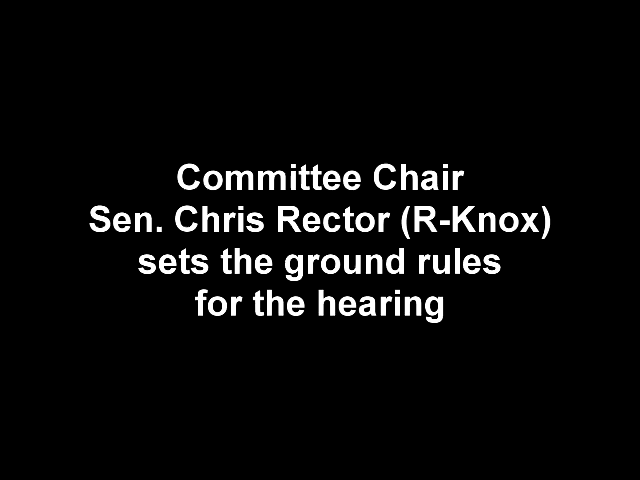 Committee Chair
Sen. Chris Rector (R-Knox)
sets the ground rules
for the hearing